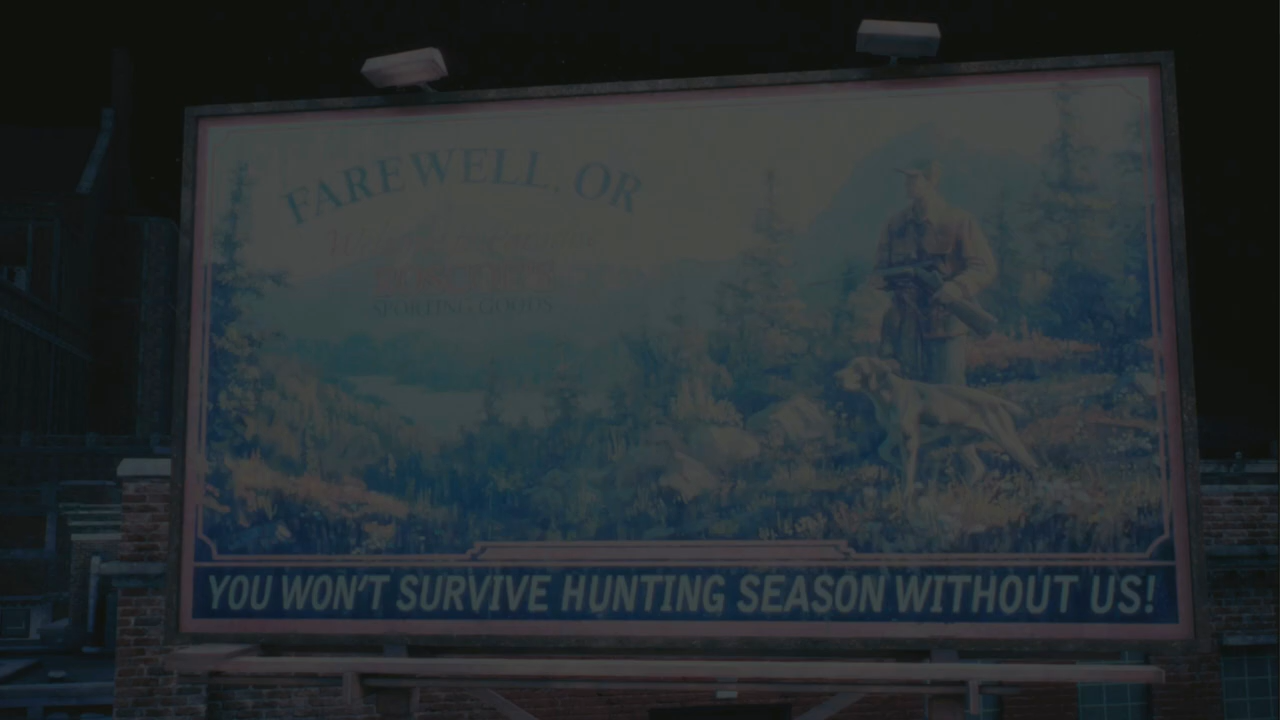 FAREWELL, OR
SPORTING GOODS
YOU WON'T SURVIVE HUNTING SEASON WITHOUT US!